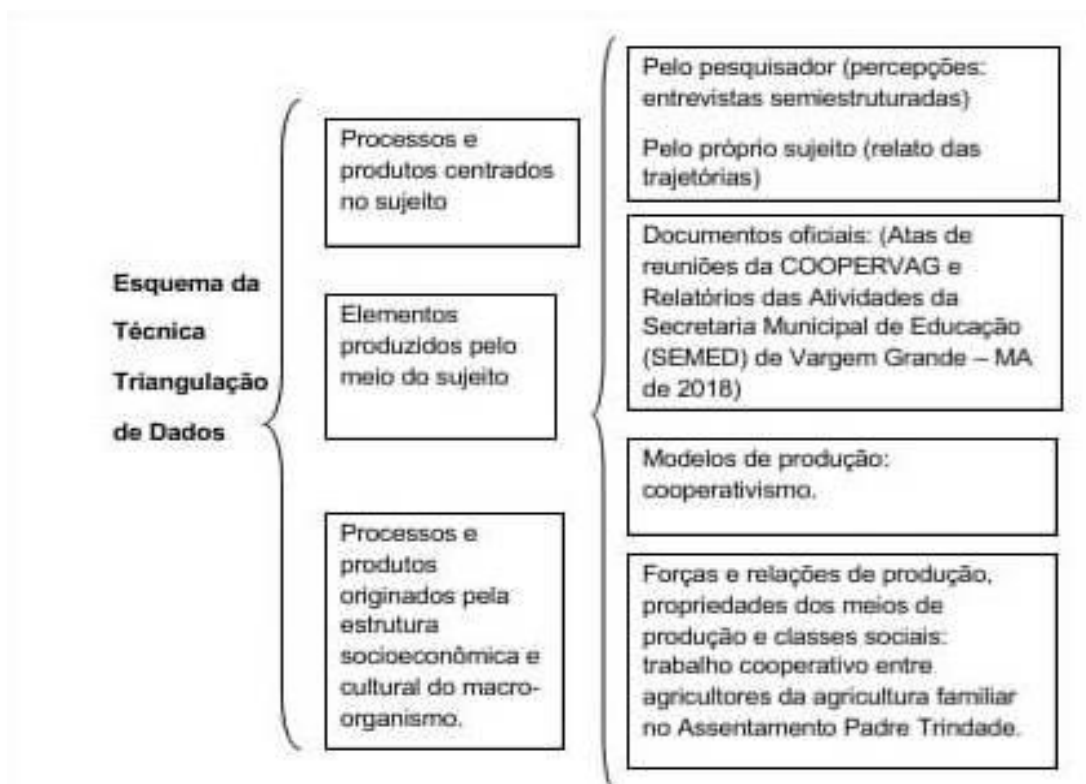 Esquema da
Técnica
Triangulação
de Dados
Processos e
produtos centrados
no sujeito
Elementos
produzidos pelo
meio do sujeito
Processos e
produtos
originados pela
estrutura
socioeconômica e
cultural do macro-
organismo.
Pelo pesquisador (percepções:
entrevistas semiestruturadas)
Pelo próprio sujeito (relato das
trajetórias)
Documentos oficiais: (Atas de
reuniões da COOPERVAG e
Relatórios das Atividades da
Secretaria Municipal de Educação
(SEMED) de Vargem Grande – MA
de 2018)
Modelos de produção:
cooperativismo.
Forças e relações de produção,
propriedades dos meios de
produção e classes sociais:
trabalho cooperativo entre
agricultores da agricultura familiar
no Assentamento Padre Trindade.